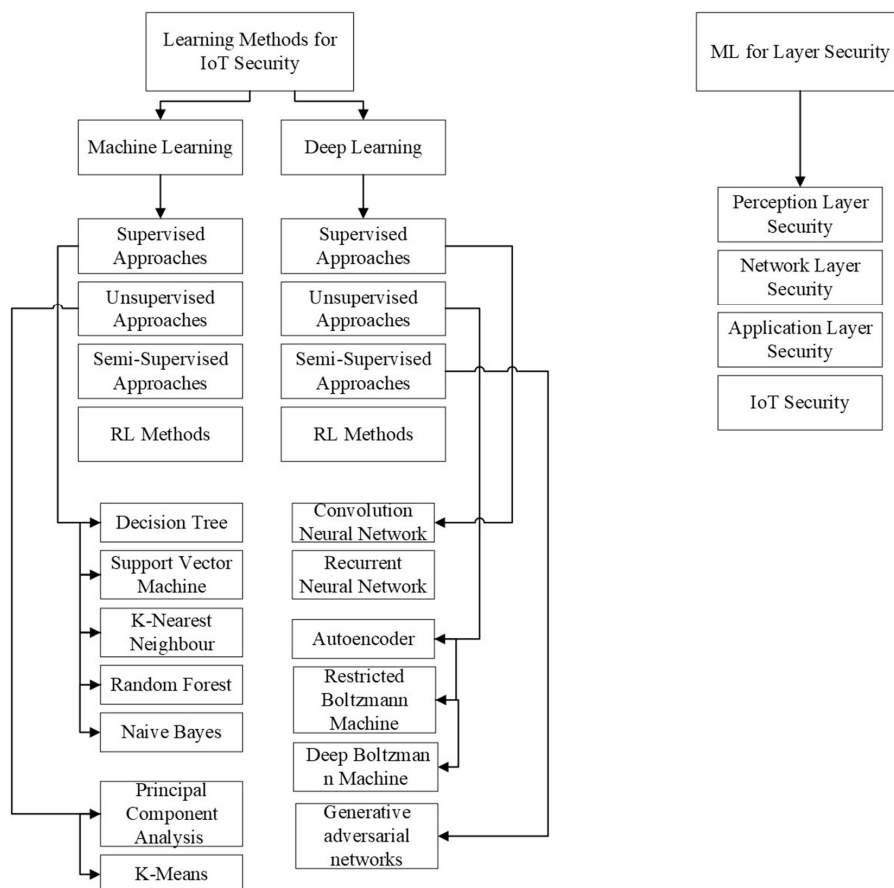 Learning Methods for
IoT Security
ML for Layer Security
Machine Learning
Deep Learning
Supervised
Approaches
Unsupervised
Approaches
Semi-Supervised
Approaches
RL Methods
Supervised
Approaches
Unsupervised
Approaches
Semi-Supervised
Approaches
RL Methods
Perception Layer
Security
Network Layer
Security
Application Layer
Security
IoT Security
Decision Tree
Support Vector
Machine
K-Nearest
Neighbour
Random Forest
Naive Bayes
Principal
Component
Analysis
K-Means
Convolution
Neural Network
Recurrent
Neural Network
Autoencoder
Restricted
Boltzmann
Machine
Deep Boltzman
n Machine
Generative
adversarial
networks